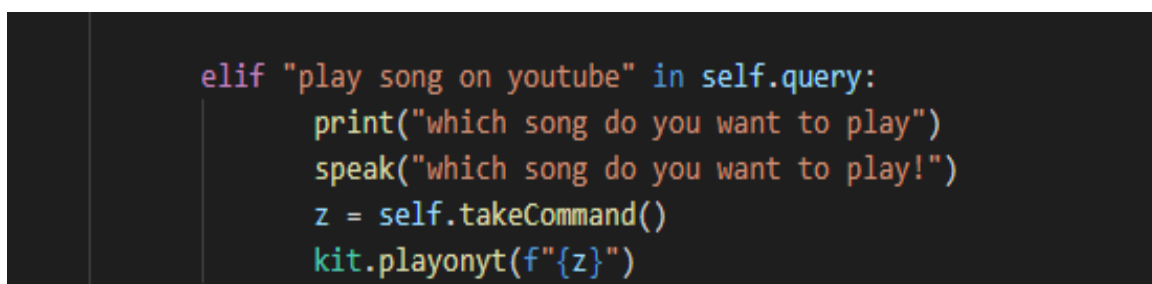 elif "play song on youtube" in self.query:
print("which song do you want to play")
speak("which song do you want to play!")
z = self.takeCommand()
kit.playonyt(f"{z}")